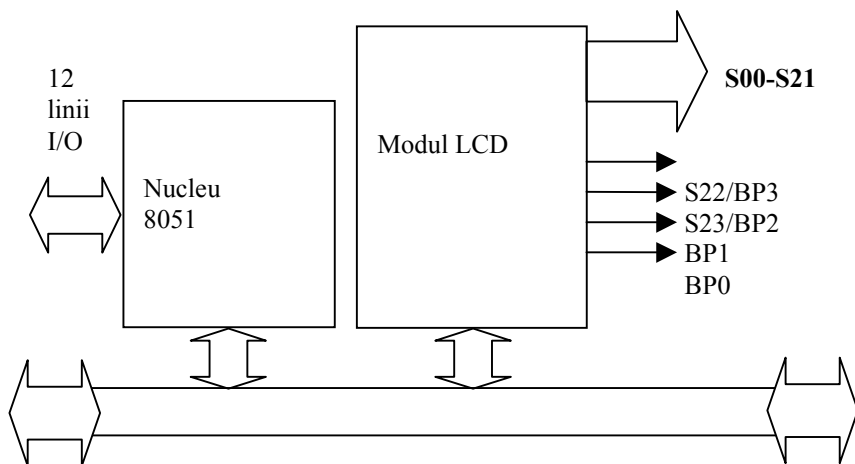 12
linii
I/O
Nucleu
8051
Modul LCD
S00-S21
S22/BP3
S23/BP2
BP1
BP0